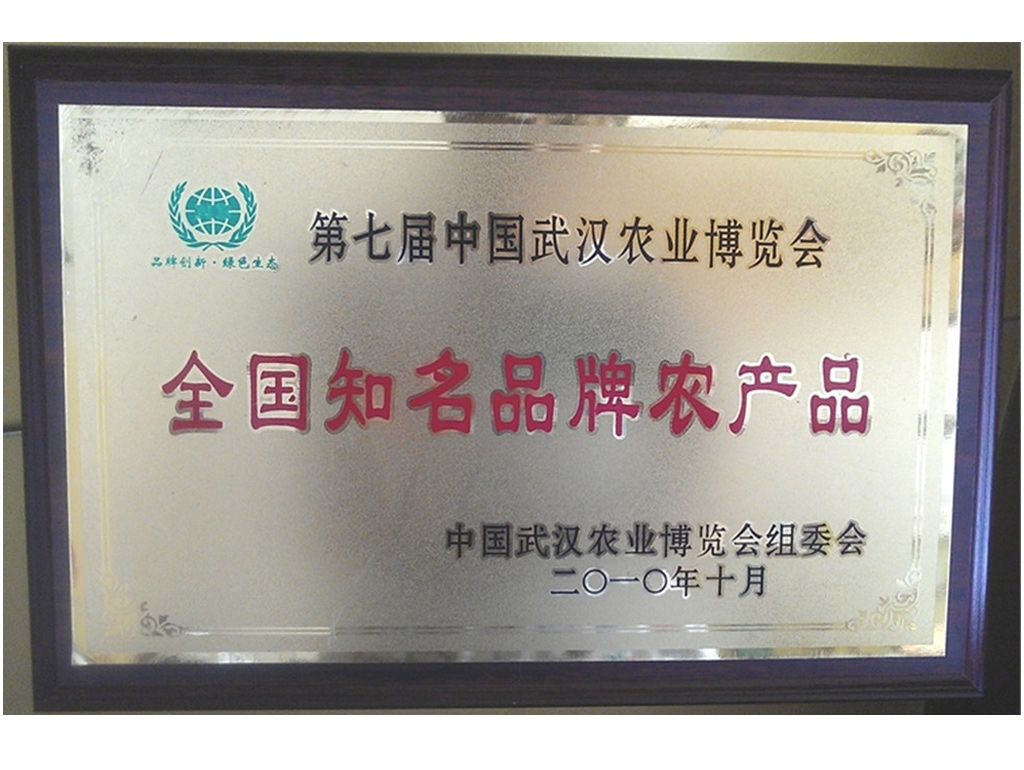 第七届中国武汉农业博览会
品牌创新·绿色生态
全国知名品牌农产品
中国武汉农业博览会组委会
二〇一〇年十月